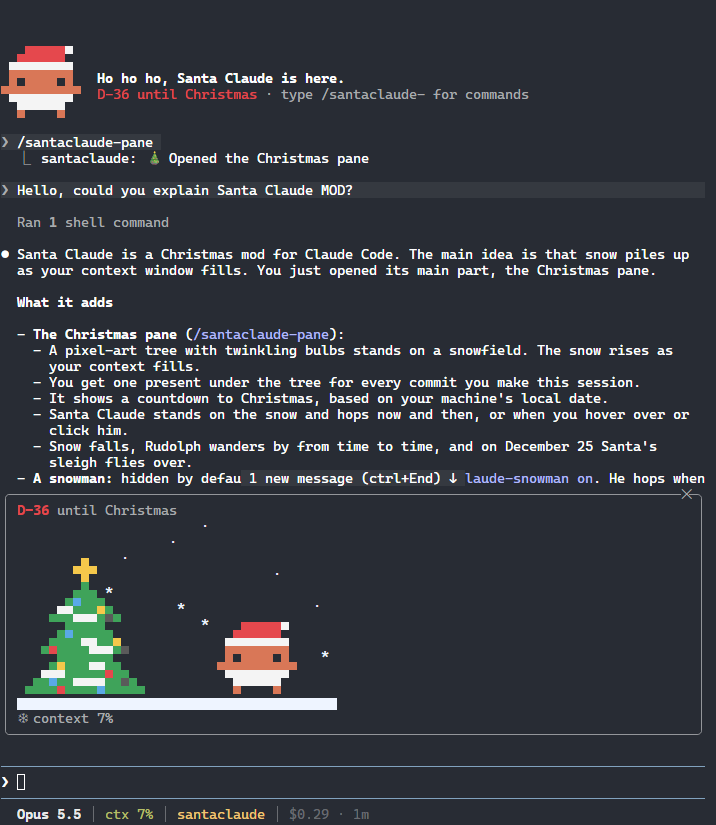 Ho ho ho, Santa Claude is here.
D-36 until Christmas · type /santaclaude- for commands
❯ /santaclaude-pane
⎿ santaclaude: 🎄 Opened the Christmas pane
❯ Hello, could you explain Santa Claude MOD?
Ran 1 shell command
● Santa Claude is a Christmas mod for Claude Code. The main idea is that snow piles up
as your context window fills. You just opened its main part, the Christmas pane.
What it adds
- The Christmas pane (/santaclaude-pane):
- A pixel-art tree with twinkling bulbs stands on a snowfield. The snow rises as
your context fills.
- You get one present under the tree for every commit you make this session.
- It shows a countdown to Christmas, based on your machine's local date.
- Santa Claude stands on the snow and hops now and then, or when you hover over or
click him.
- Snow falls, Rudolph wanders by from time to time, and on December 25 Santa's
sleigh flies over.
- A snowman: hidden by defau 1 new message (ctrl+End) ↓ laude-snowman on. He hops when
D-36 until Christmas
❄ context 7%
❯
Opus 5.5 │ ctx 7% │ santaclaude │ $0.29 · 1m